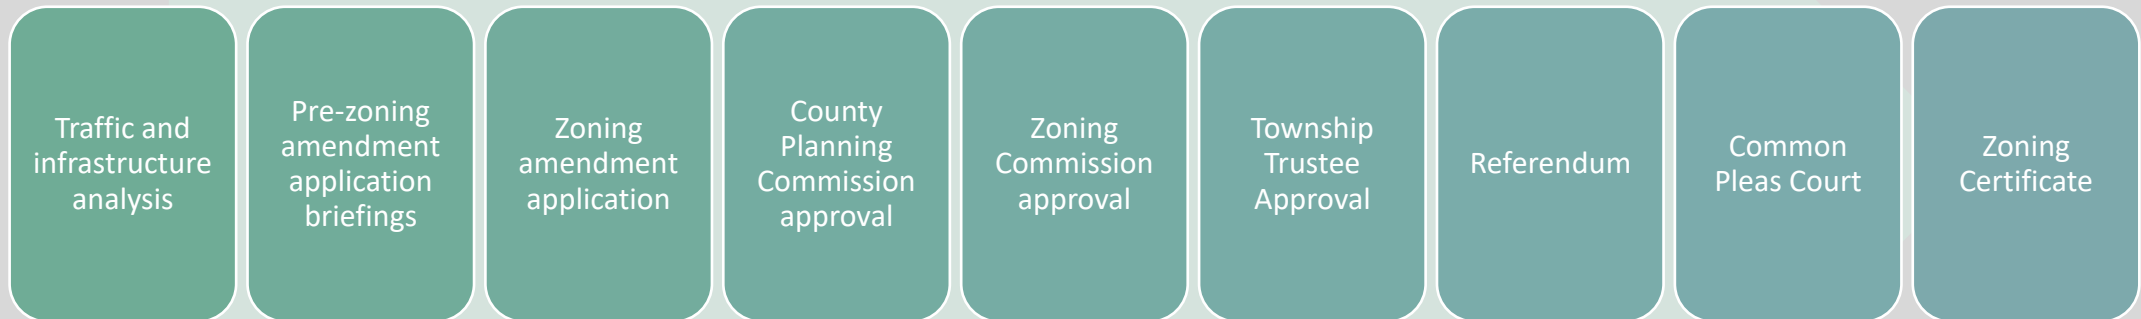 Traffic and
infrastructure
analysis
Pre-zoning
amendment
application
briefings
Zoning
amendment
application
County
Planning
Commission
approval
Zoning
Commission
approval
Township
Trustee
Approval
Referendum
Common
Pleas Court
Zoning
Certificate